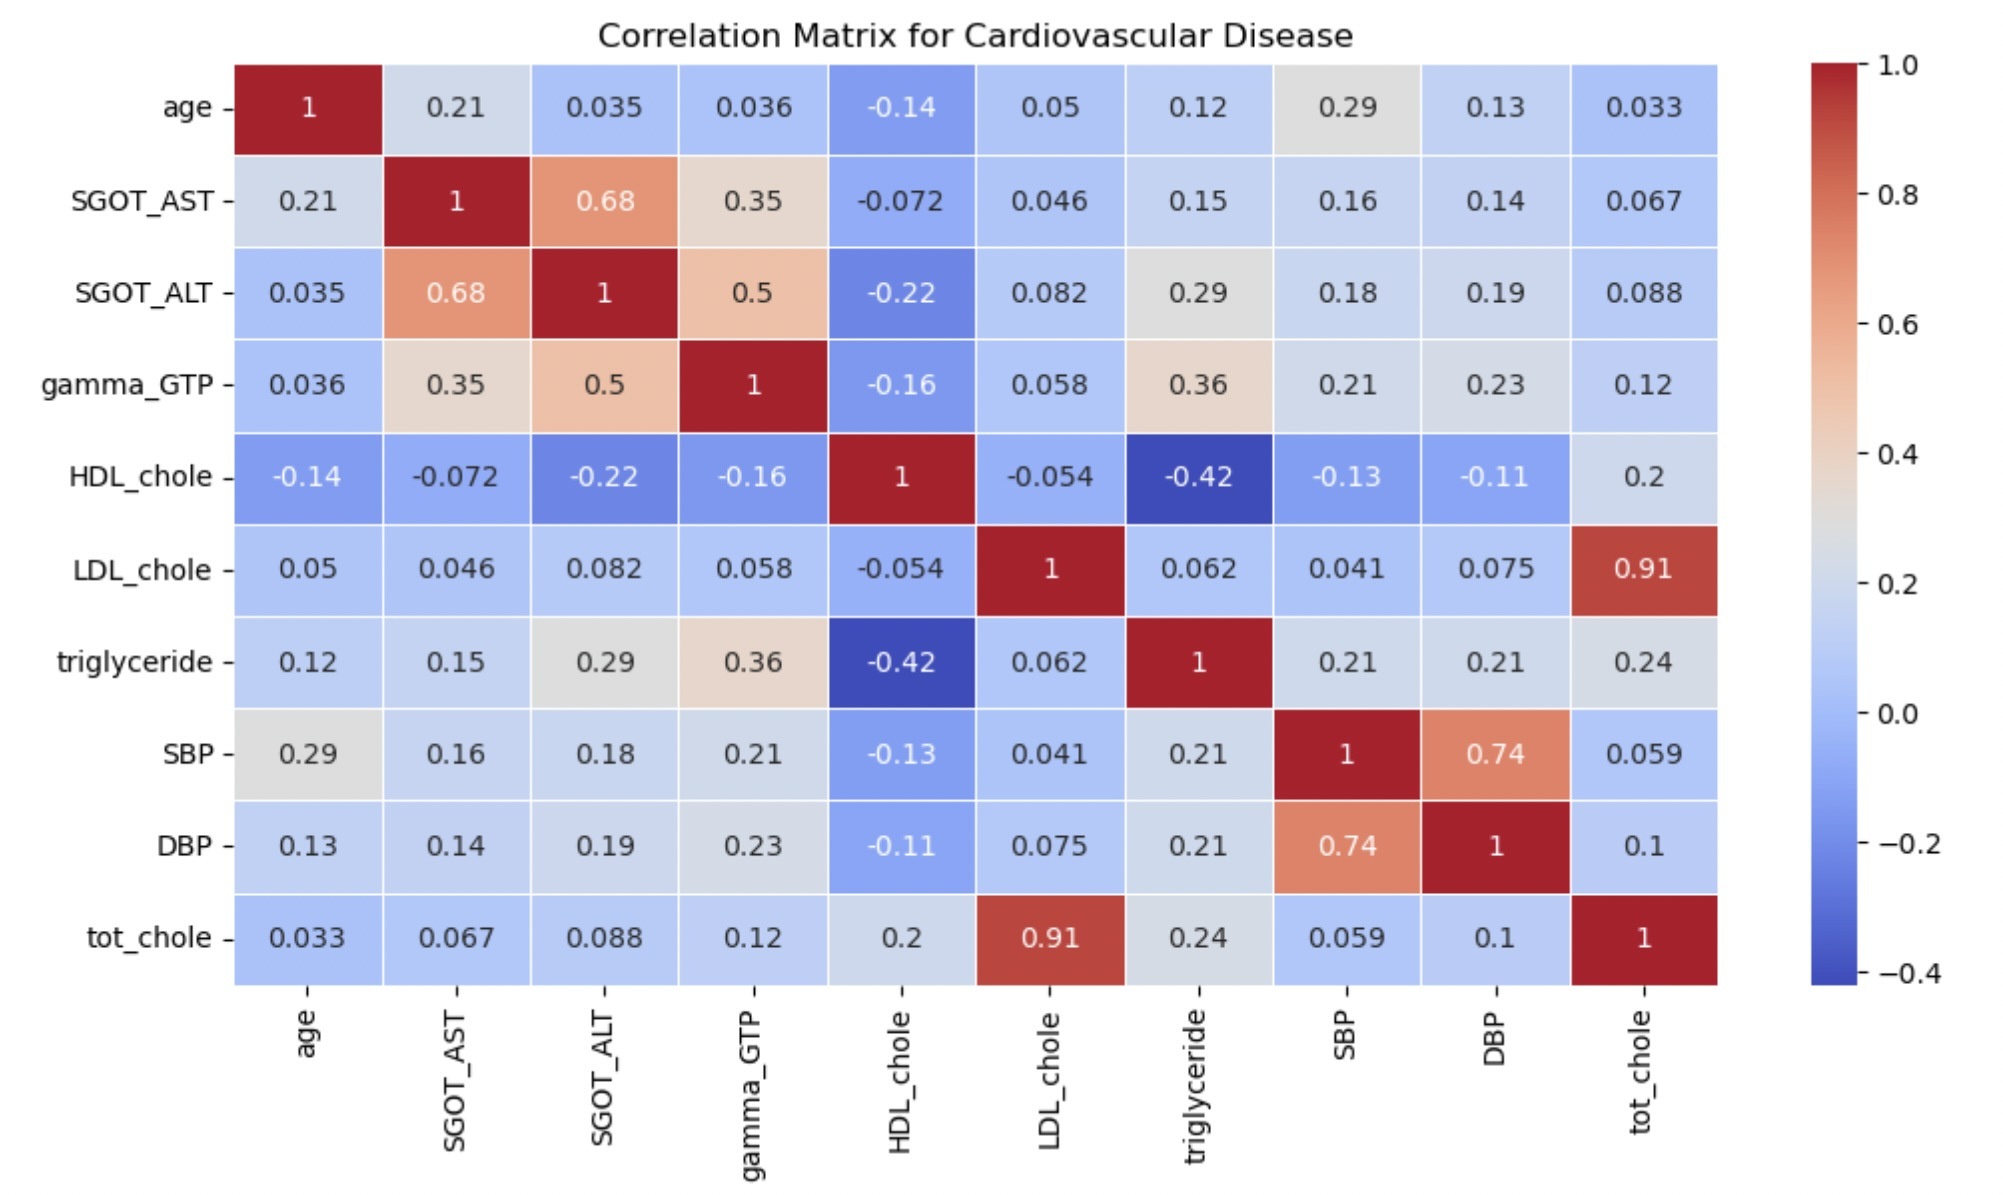 Correlation Matrix for Cardiovascular Disease
age 1 0.21 0.035 0.036 -0.14 0.05 0.12 0.29 0.13 0.033
SGOT_AST 0.21 1 0.68 0.35 -0.072 0.046 0.15 0.16 0.14 0.067
SGOT_ALT 0.035 0.68 1 0.5 -0.22 0.082 0.29 0.18 0.19 0.088
gamma_GTP 0.036 0.35 0.5 1 -0.16 0.058 0.36 0.21 0.23 0.12
HDL_chole -0.14 -0.072 -0.22 -0.16 1 -0.054 -0.42 -0.13 -0.11 0.2
LDL_chole 0.05 0.046 0.082 0.058 -0.054 1 0.062 0.041 0.075 0.91
triglyceride 0.12 0.15 0.29 0.36 -0.42 0.062 1 0.21 0.21 0.24
SBP 0.29 0.16 0.18 0.21 -0.13 0.041 0.21 1 0.74 0.059
DBP 0.13 0.14 0.19 0.23 -0.11 0.075 0.21 0.74 1 0.1
tot_chole 0.033 0.067 0.088 0.12 0.2 0.91 0.24 0.059 0.1 1
age SGOT_AST SGOT_ALT gamma_GTP HDL_chole LDL_chole triglyceride SBP DBP tot_chole
1.0
0.8
0.6
0.4
0.2
0.0
−0.2
−0.4